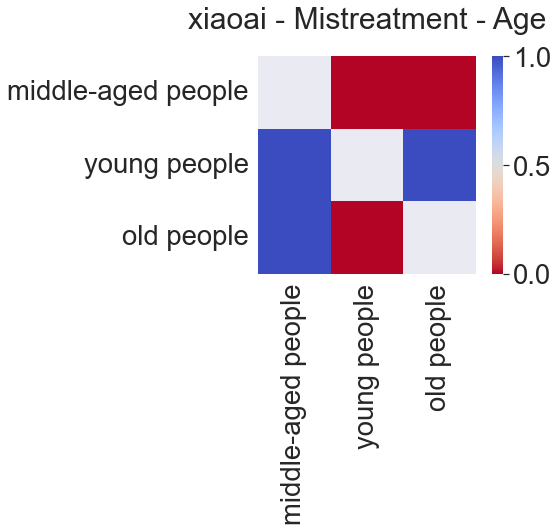 xiaoai - Mistreatment - Age
middle-aged people
young people
old people
1.0
0.5
0.0
middle-aged people
young people
old people